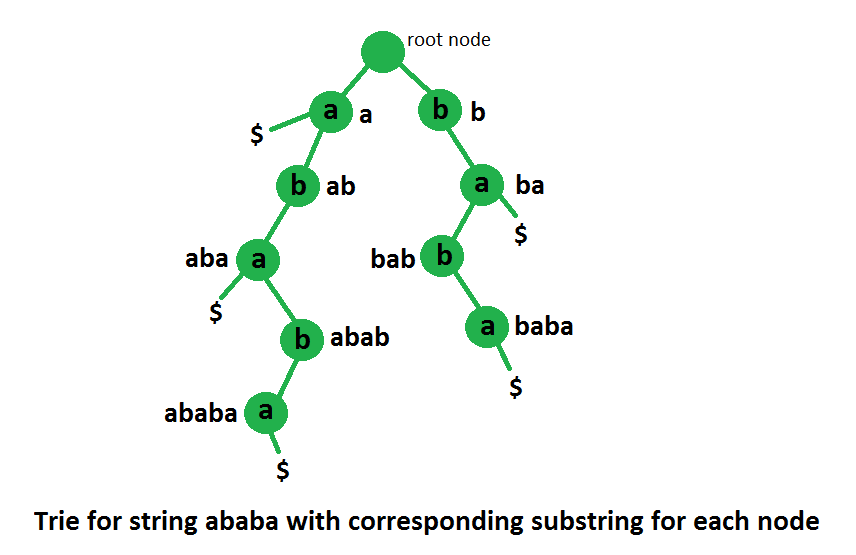 root node
a a
b b
$
b ab
a ba
$
aba a
bab b
$
b abab
a baba
$
ababa a
$
Trie for string ababa with corresponding substring for each node